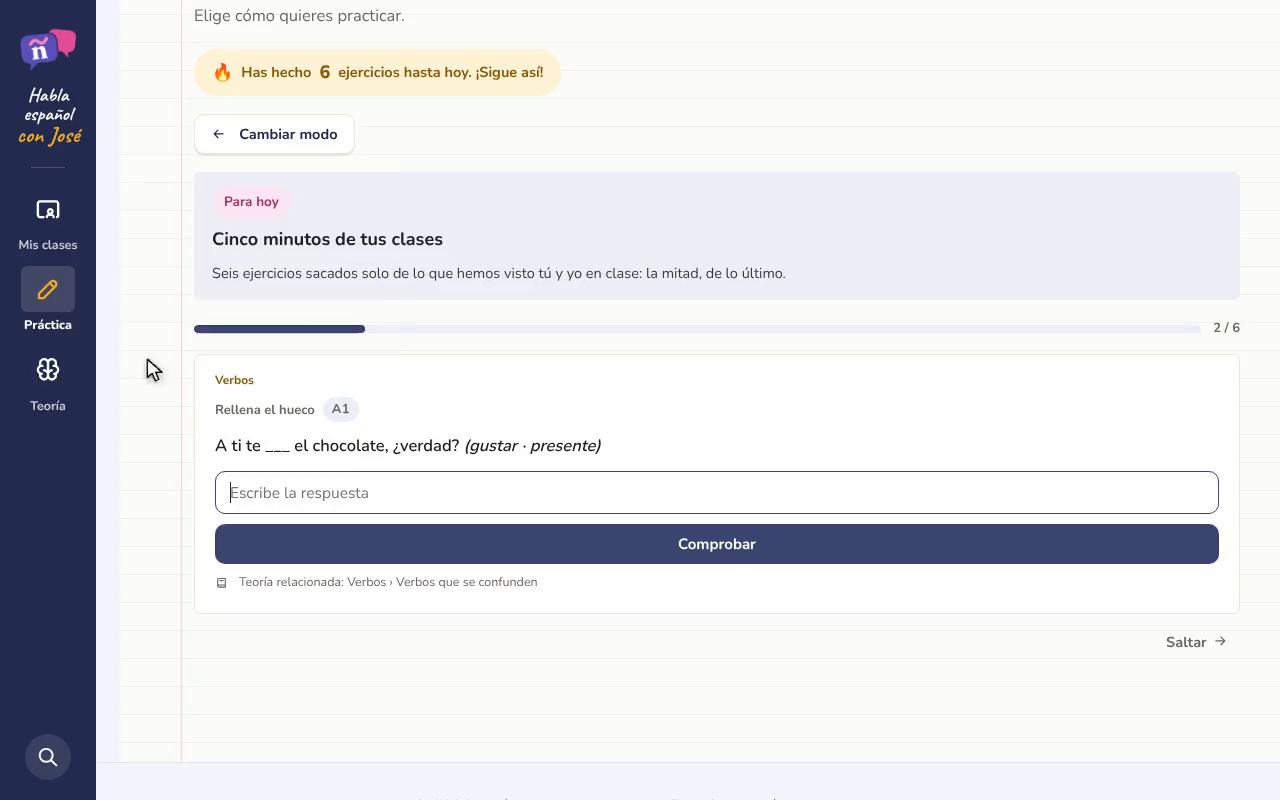 ñ
Habla
español
con José
Mis clases
Práctica
Teoría
Elige cómo quieres practicar.
🔥 Has hecho 6 ejercicios hasta hoy. ¡Sigue así!
← Cambiar modo
Para hoy
Cinco minutos de tus clases
Seis ejercicios sacados solo de lo que hemos visto tú y yo en clase: la mitad, de lo último.
2 / 6
Verbos
Rellena el hueco A1
A ti te ___ el chocolate, ¿verdad? (gustar · presente)
Escribe la respuesta
Comprobar
Teoría relacionada: Verbos › Verbos que se confunden
Saltar →